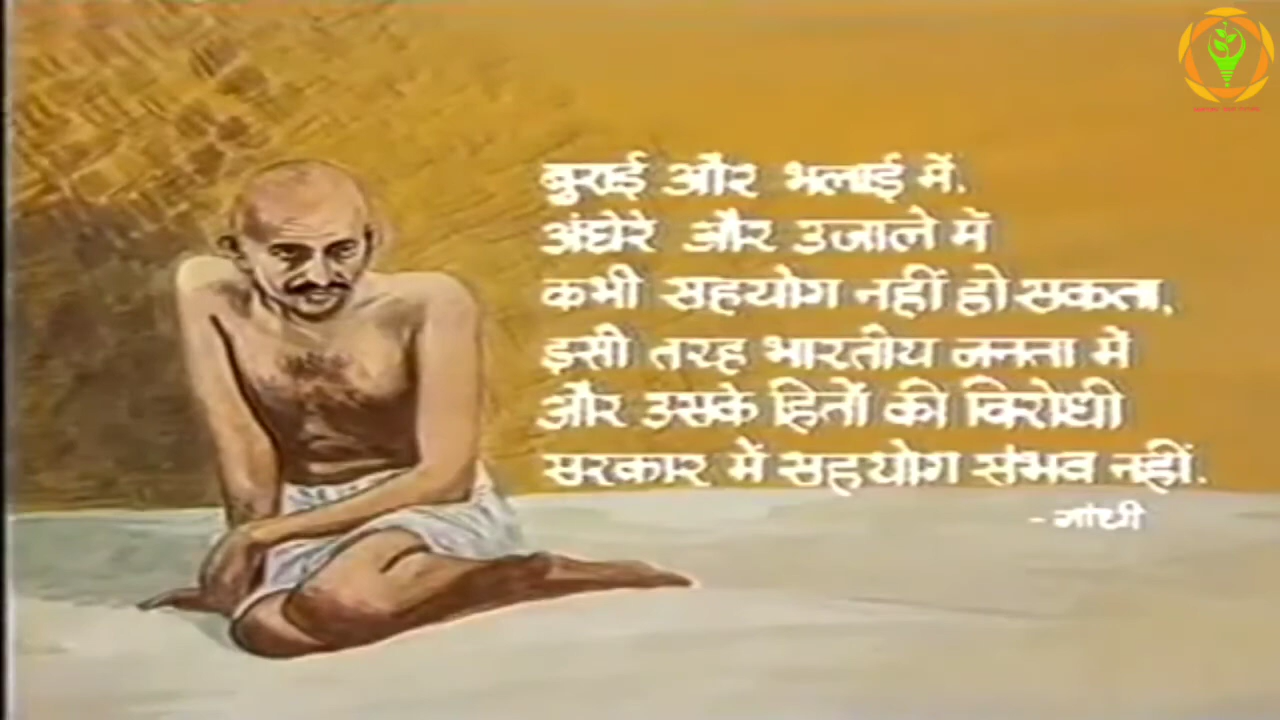 बुराई और भलाई में,
अंधेरे और उजाले में
कभी सहयोग नहीं हो सकता,
इसी तरह भारतीय जनता में
और उसके हितों की विरोधी
सरकार में सहयोग संभव नहीं.
- गांधी